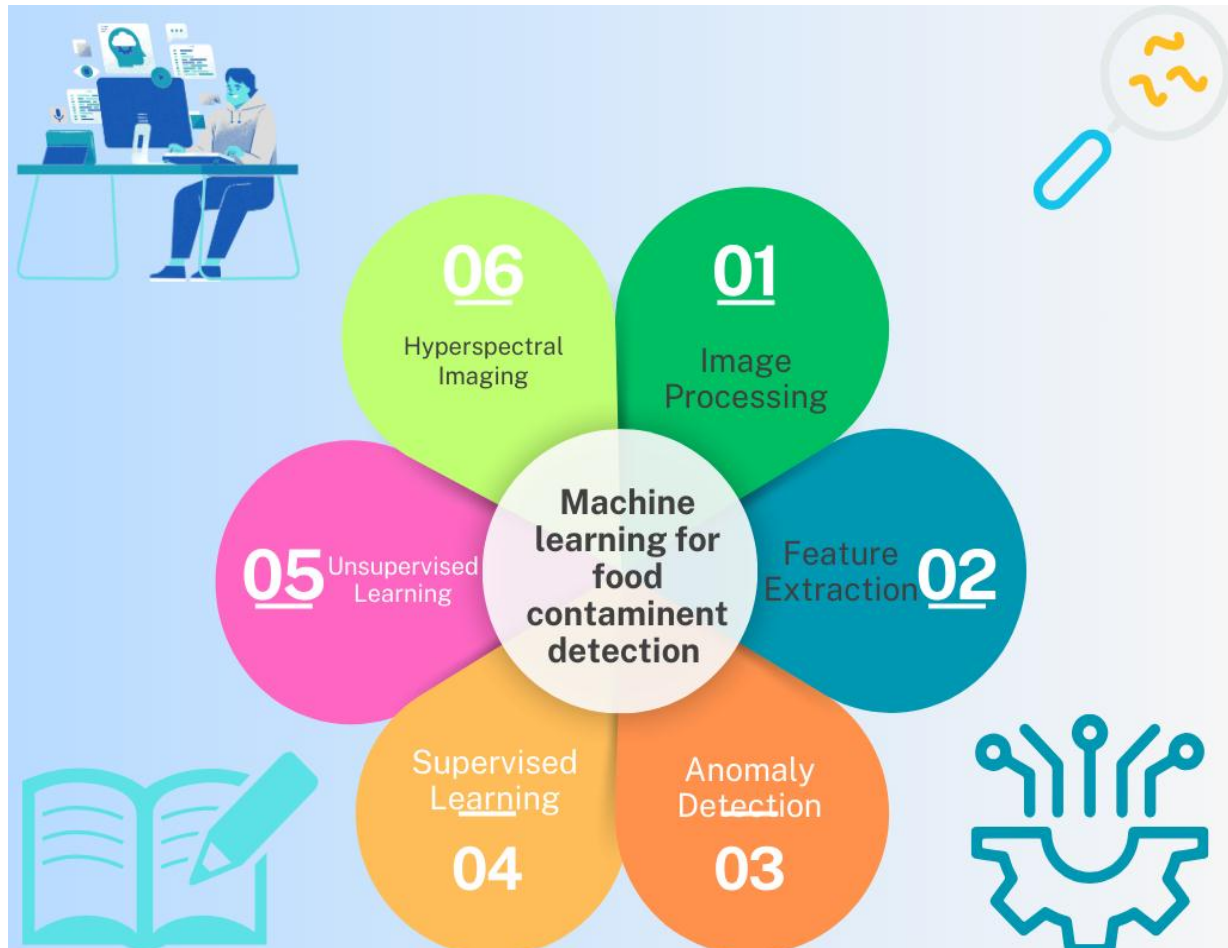 Machine
learning for
food
contaminent
detection
01
Image
Processing
02
Feature
Extraction
03
Anomaly
Detection
04
Supervised
Learning
05
Unsupervised
Learning
06
Hyperspectral
Imaging